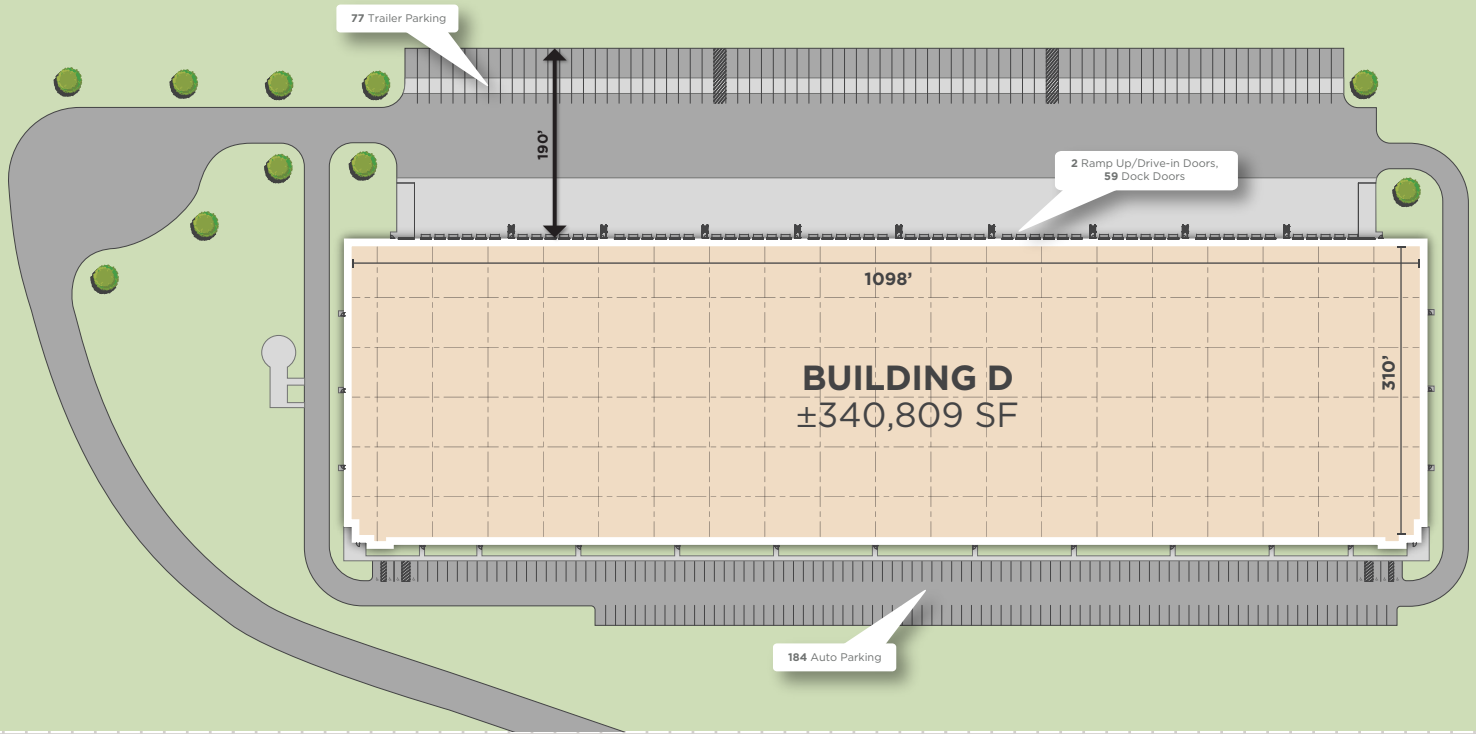 77 Trailer Parking
190’
2 Ramp Up/Drive-in Doors,
59 Dock Doors
1098’
310’
BUILDING D
±340,809 SF
184 Auto Parking